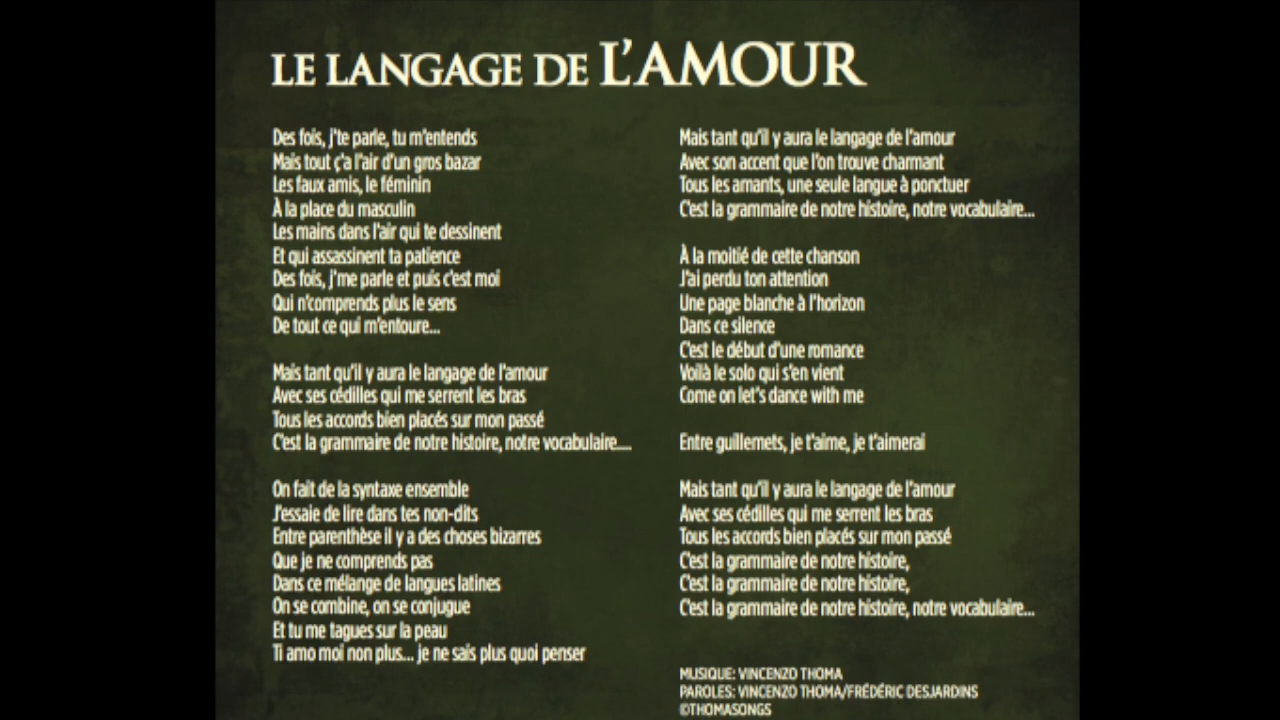 LE LANGAGE DE L'AMOUR
Des fois, j'te parle, tu m'entends
Mais tout ç'a l'air d'un gros bazar
Les faux amis, le féminin
À la place du masculin
Les mains dans l'air qui te dessinent
Et qui assassinent ta patience
Des fois, j'me parle et puis c'est moi
Qui n'comprends plus le sens
De tout ce qui m'entoure...
Mais tant qu'il y aura le langage de l'amour
Avec ses cédilles qui me serrent les bras
Tous les accords bien placés sur mon passé
C'est la grammaire de notre histoire, notre vocabulaire....
On fait de la syntaxe ensemble
J'essaie de lire dans tes non-dits
Entre parenthèse il y a des choses bizarres
Que je ne comprends pas
Dans ce mélange de langues latines
On se combine, on se conjugue
Et tu me tagues sur la peau
Ti amo moi non plus... je ne sais plus quoi penser
Mais tant qu'il y aura le langage de l'amour
Avec son accent que l'on trouve charmant
Tous les amants, une seule langue à ponctuer
C'est la grammaire de notre histoire, notre vocabulaire...
À la moitié de cette chanson
J'ai perdu ton attention
Une page blanche à l'horizon
Dans ce silence
C'est le début d'une romance
Voilà le solo qui s'en vient
Come on let's dance with me
Entre guillemets, je t'aime, je t'aimerai
Mais tant qu'il y aura le langage de l'amour
Avec ses cédilles qui me serrent les bras
Tous les accords bien placés sur mon passé
C'est la grammaire de notre histoire,
C'est la grammaire de notre histoire,
C'est la grammaire de notre histoire, notre vocabulaire...
MUSIQUE: VINCENZO THOMA
PAROLES: VINCENZO THOMA/FRÉDÉRIC DESJARDINS
©THOMASONGS